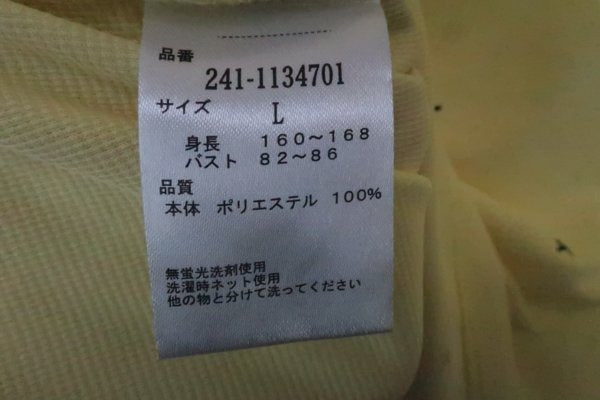 品番
241-1134701
サイズ L
身長 160～168
バスト 82～86
品質
本体 ポリエステル 100%
無蛍光洗剤使用
洗濯時ネット使用
他の物と分けて洗ってください